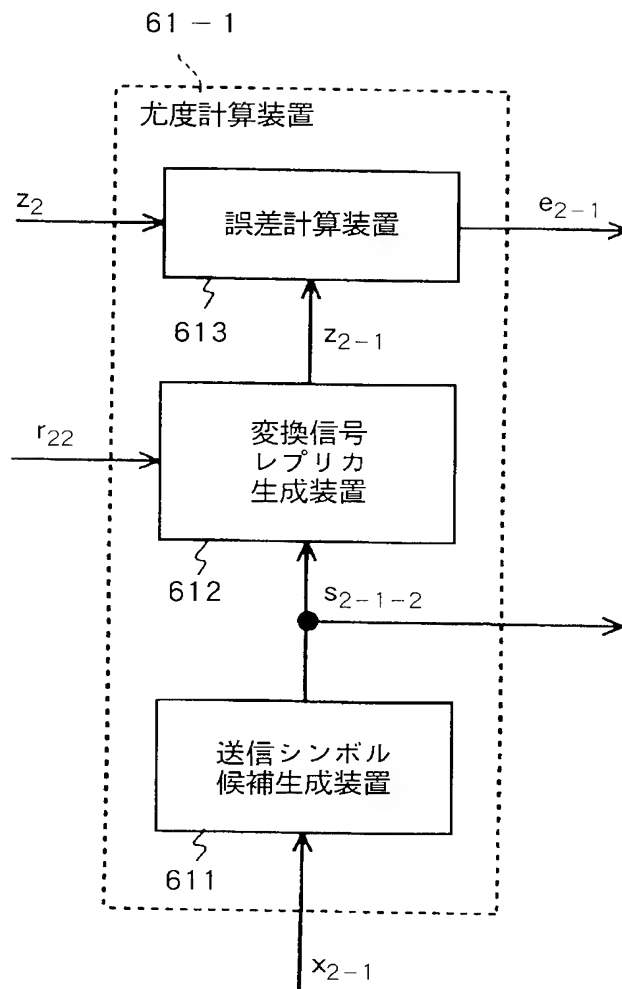 61-1
尤度計算装置
z2
誤差計算装置
e2-1
613
z2-1
r22
変換信号
レプリカ
生成装置
612
s2-1-2
送信シンボル
候補生成装置
611
x2-1